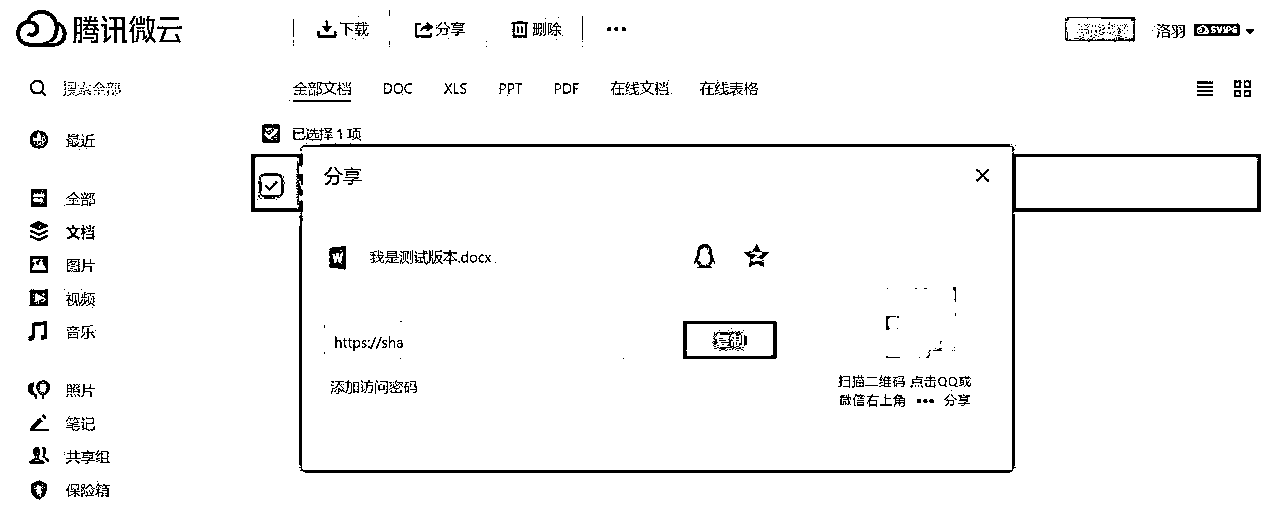 腾讯微云
下载 分享 删除 •••
洛羽 SVIP6
搜索全部
全部文档 DOC XLS PPT PDF 在线文档 在线表格
最近
已选择 1 项
全部
文档
图片
视频
音乐
照片
笔记
共享组
保险箱
分享
我是测试版本.docx
https://sha
复制
添加访问密码
扫描二维码 点击QQ或
微信右上角 ••• 分享